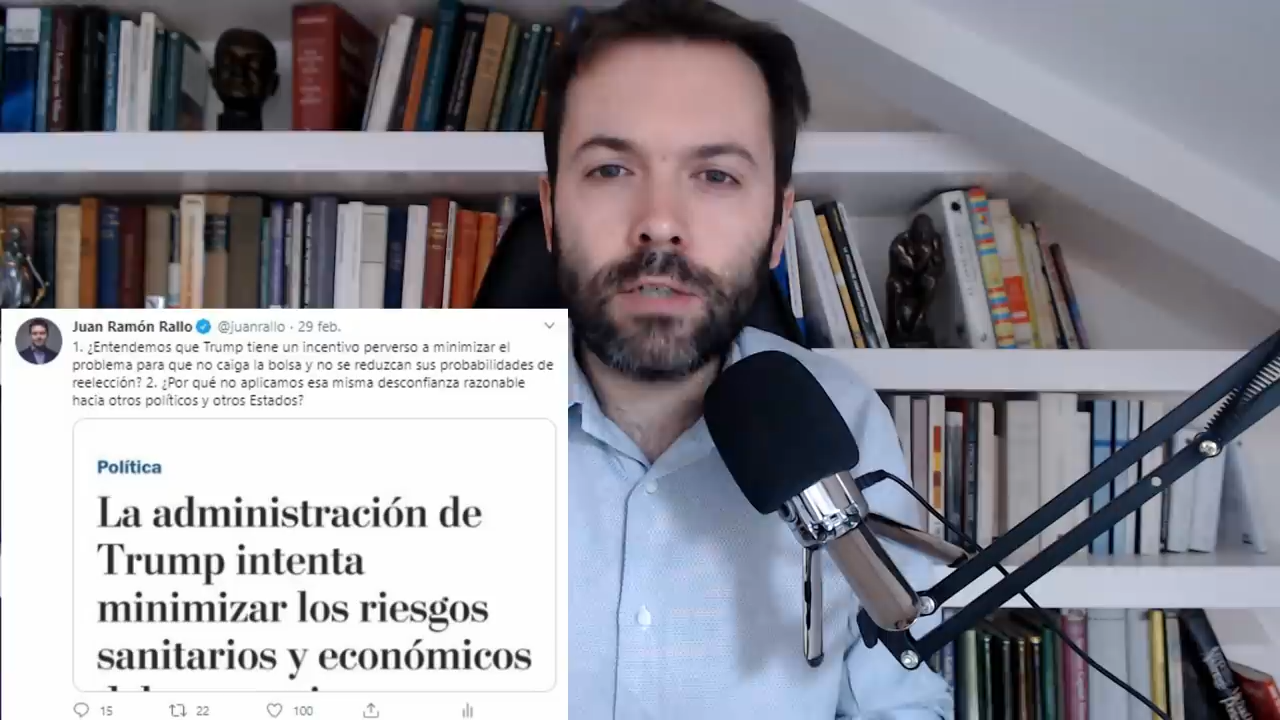 Juan Ramón Rallo @juanrallo · 29 feb.
1. ¿Entendemos que Trump tiene un incentivo perverso a minimizar el
problema para que no caiga la bolsa y no se reduzcan sus probabilidades de
reelección? 2. ¿Por qué no aplicamos esa misma desconfianza razonable
hacia otros políticos y otros Estados?
Política
La administración de
Trump intenta
minimizar los riesgos
sanitarios y económicos
15 22 100